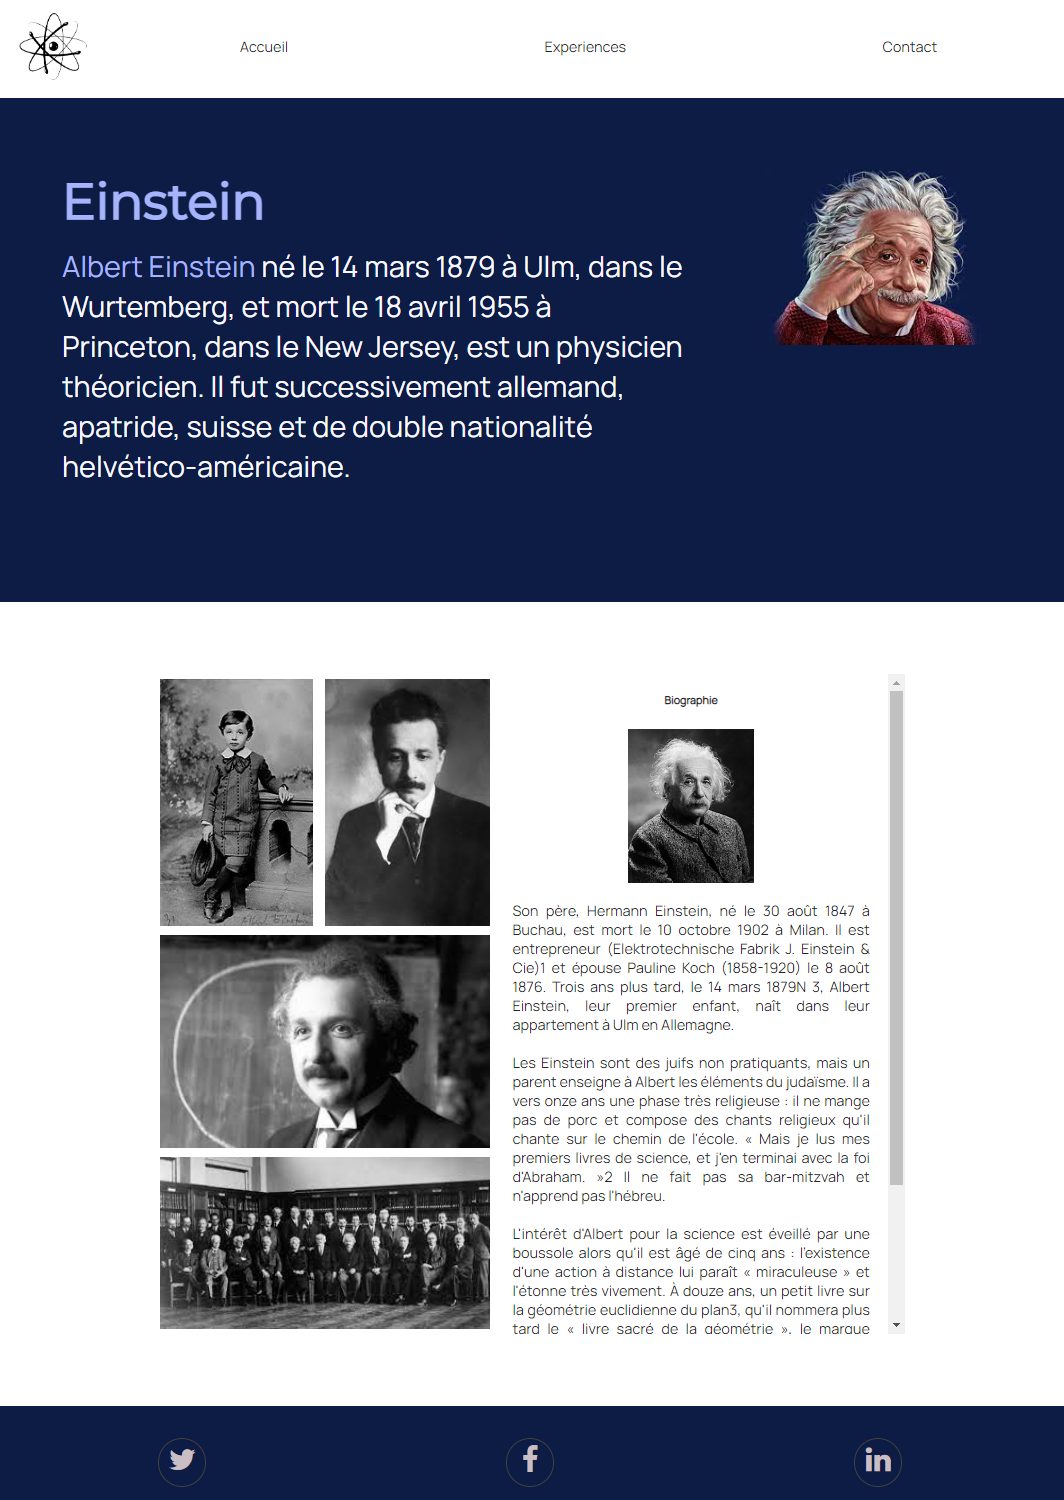 Accueil
Experiences
Contact
Einstein
Albert Einstein né le 14 mars 1879 à Ulm, dans le
Wurtemberg, et mort le 18 avril 1955 à
Princeton, dans le New Jersey, est un physicien
théoricien. Il fut successivement allemand,
apatride, suisse et de double nationalité
helvético-américaine.
Biographie
Son père, Hermann Einstein, né le 30 août 1847 à
Buchau, est mort le 10 octobre 1902 à Milan. Il est
entrepreneur (Elektrotechnische Fabrik J. Einstein &
Cie)1 et épouse Pauline Koch (1858-1920) le 8 août
1876. Trois ans plus tard, le 14 mars 1879N 3, Albert
Einstein, leur premier enfant, naît dans leur
appartement à Ulm en Allemagne.
Les Einstein sont des juifs non pratiquants, mais un
parent enseigne à Albert les éléments du judaïsme. Il a
vers onze ans une phase très religieuse : il ne mange
pas de porc et compose des chants religieux qu'il
chante sur le chemin de l'école. « Mais je lus mes
premiers livres de science, et j'en terminai avec la foi
d'Abraham. »2 Il ne fait pas sa bar-mitzvah et
n'apprend pas l'hébreu.
L'intérêt d'Albert pour la science est éveillé par une
boussole alors qu'il est âgé de cinq ans : l'existence
d'une action à distance lui paraît « miraculeuse » et
l'étonne très vivement. À douze ans, un petit livre sur
la géométrie euclidienne du plan3, qu'il nommera plus
tard le « livre sacré de la géométrie », le marque